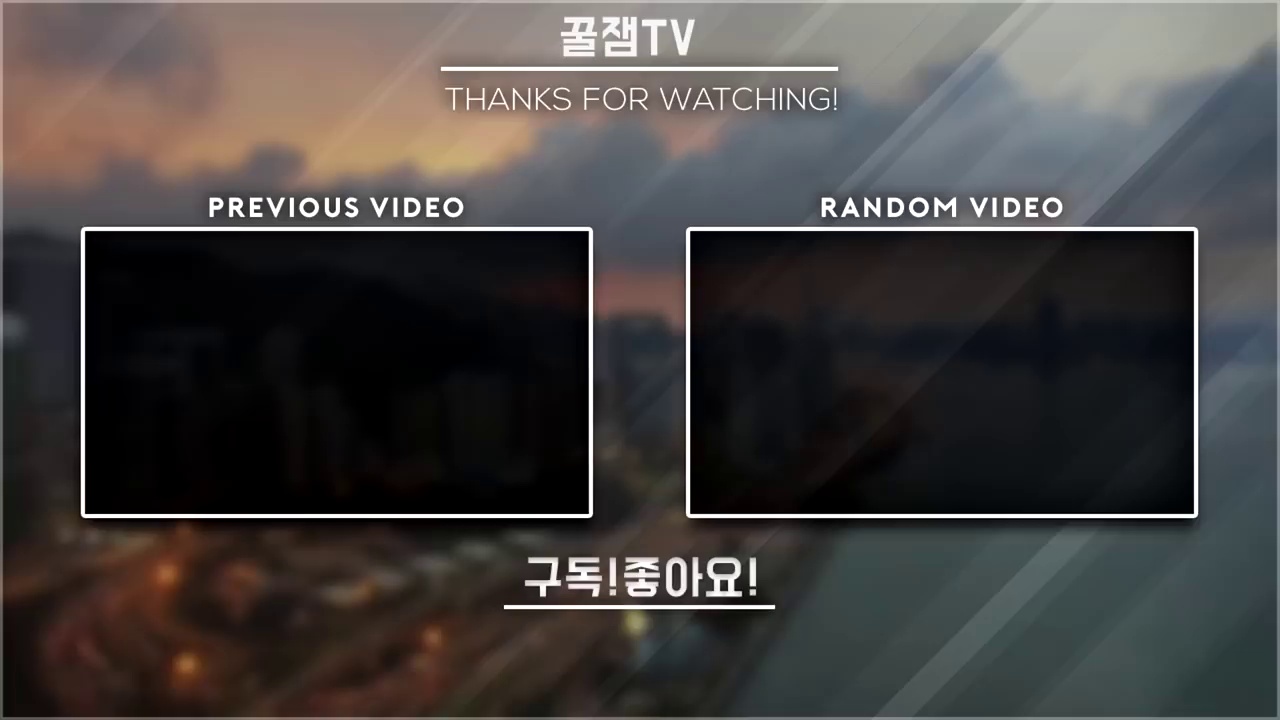 꿀잼TV
THANKS FOR WATCHING!
PREVIOUS VIDEO
RANDOM VIDEO
구독!좋아요!